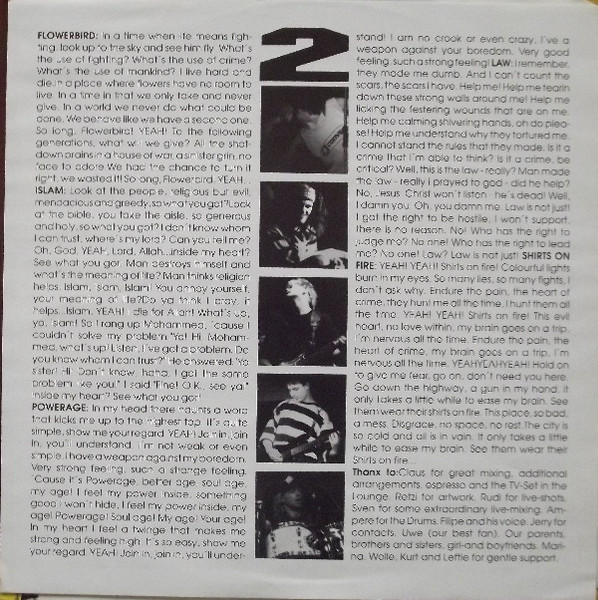 FLOWERBIRD: In a time when life means figh-
ting, look up to the sky and see him fly. What's
the use of fighting? What's the use of crime?
What's the use of mankind? I live hard and
die in a place where flowers have no room to
live. In a time in that we only take and never
give. In a world we never do what could be
done. We behave like we have a second one.
So long, Flowerbird! YEAH! To the following
generations, what will we give? All the shot-
down prains in a house of war, a sinister grin, no
face to adore We had the chance to turn it
right, we wasted it!! So long, Flowerbird, YEAH...
ISLAM: Look at the people, religious but evil,
mendacious and greedy, so what you got? Look
at the bible, you take the aisle, so generous
and holy, so what you got? I don't know whom
I can trust, where's my lord? Can you tell me?
Oh, God, YEAH, Lord, Allah...inside my heart?
See what you got. Man destroys himself and
what's the meaning of life? Man thinks religion
helps. Islam, Islam, Islam! You annoy yourself,
your meaning of life? Do ya think I pray, it
helps...Islam, YEAH! I die for Allah! What's up,
ya, Islam! So I rang up Mohammed, 'cause I
couldn't solve my problem "Ya! Hi, Moham-
med, what's up! Listen, I've got a problem. Do
you know whom I can trust?" He answered, "Ya,
sister! Hi. Don't know, haha, I got the same
problem like you!" I said "Fine! O.K., see ya."
Inside my hear? See what you got!
POWERAGE: In my head there haunts a word
that kicks me up to the highest top. It's quite
simple, show me your regard. YEAH! Join in, join
in, you'll understand. I'm not weak or even
simple, I have a weapon against my boredom.
Very strong feeling, such a strange feeling.
'Cause it's Powerage, better age, soul age,
my age! I feel my power inside, something
good I won't hide, I feel my power inside, my
age! Powerage! Soul age! My age! Your age!
In my heart I feel a twinge that makes me
strong and feeling high. It's so easy, show me
your regard. YEAH! Join in, join in, you'll under-
2
stand! I am no crook or even crazy, I've a
weapon against your boredom. Very good
feeling, such a strong feeling! LAW: I remember,
they made me dumb. And I can't count the
scars, the scars I have. Help me! Help me tearin
down these strong walls around me! Help me
licking the festering wounds that are on me.
Help me calming shivering hands, oh do plea-
se! Help me understand why they tortured me.
I cannot stand the rules that they made. Is it a
crime that I'm able to think? Is it a crime, be
critical? Well, this is the law - really? Man made
the law - really I prayed to god - did he help?
No, Jesus Christ won't listen - he's dead! Well,
I damn you. Oh, you damn me. Law is not just!
I got the right to be hostile, I won't support.
There is no reason. No! Who has the right to
judge me? No one! Who has the right to lead
me? No one! Law? Law is not just! SHIRTS ON
FIRE: YEAH! YEAH! Shirts on fire! Colourful lights
burn in my eyes. So many lies, so many fights, I
don't ask why. Endure the pain, the heart of
crime, they hunt me all the time, I hunt them all
the time. YEAH! YEAH! Shirts on fire! This evil
heart, no love within, my brain goes on a trip.
I'm nervous all the time. Endure the pain, the
heart of crime, my brain goes on a trip, I'm
nervous all the time. YEAHYEAHYEAH! Hold on
to give me fear, go on, don't need you here.
Go down the highway, a gun in my hand, it
only takes a little while to ease my brain. See
them wear their shirts on fire. This place, so bad,
a mess. Disgrace, no space, no rest. The city is
so cold and all is in vain. It only takes a little
while to ease my brain. See them wear their
Shirts on fire...
Thanx to: Claus for great mixing, additional
arrangements, espresso and the TV-Set in the
Lounge. Retzi for artwork. Rudi for live-shots.
Sven for some extraordinary live-mixing. Am-
pere for the Drums. Filipe and his voice. Jerry for
contacts. Uwe (our best fan). Our parents,
brothers and sisters, girl-and boyfriends. Mari-
na, Wolle, Kurt and Leftie for gentle support.